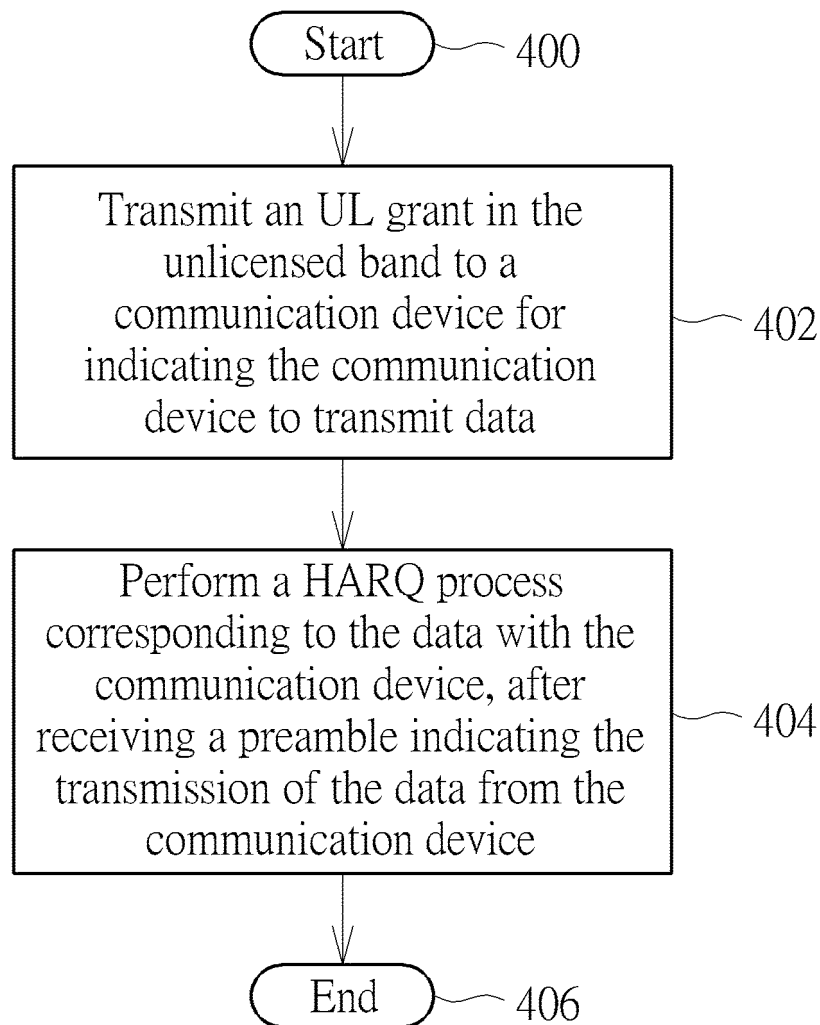 Start
400
Transmit an UL grant in the
unlicensed band to a
communication device for
indicating the communication
device to transmit data
402
Perform a HARQ process
corresponding to the data with the
communication device, after
receiving a preamble indicating the
transmission of the data from the
communication device
404
End
406